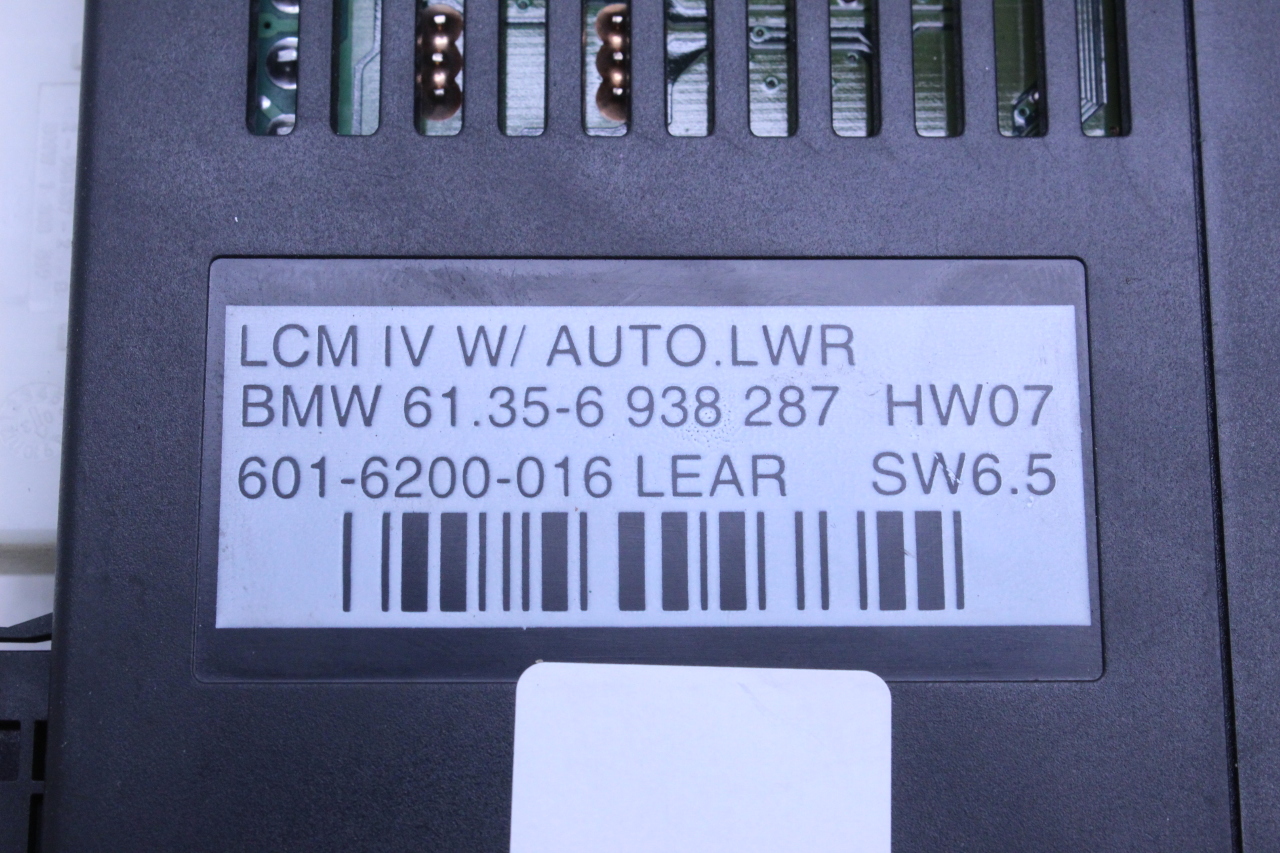 LCM IV W/ AUTO.LWR
BMW 61.35-6 938 287 HW07
601-6200-016 LEAR SW6.5